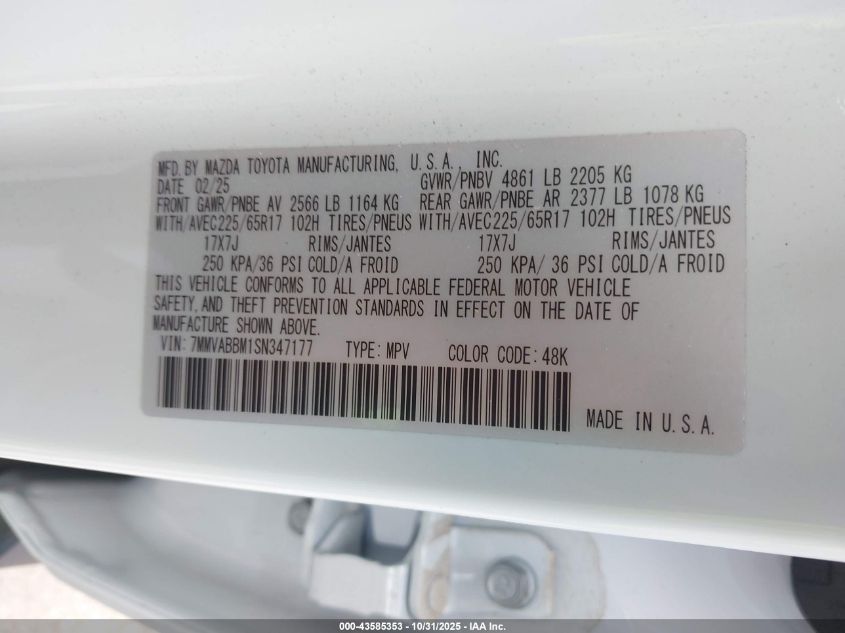 MFD. BY MAZDA TOYOTA MANUFACTURING, U.S.A., INC.
DATE 02/25 GVWR/PNBV 4861 LB 2205 KG
FRONT GAWR/PNBE AV 2566 LB 1164 KG REAR GAWR/PNBE AR 2377 LB 1078 KG
WITH/AVEC225/65R17 102H TIRES/PNEUS WITH/AVEC225/65R17 102H TIRES/PNEUS
17X7J RIMS/JANTES 17X7J RIMS/JANTES
250 KPA/36 PSI COLD/A FROID 250 KPA/ 36 PSI COLD/A FROID
THIS VEHICLE CONFORMS TO ALL APPLICABLE FEDERAL MOTOR VEHICLE
SAFETY, AND THEFT PREVENTION STANDARDS IN EFFECT ON THE DATE OF
MANUFACTURE SHOWN ABOVE.
VIN: 7MMVABBM1SN347177 TYPE: MPV COLOR CODE: 48K
MADE IN U.S.A.
000-43585353 - 10/31/2025 - IAA Inc.